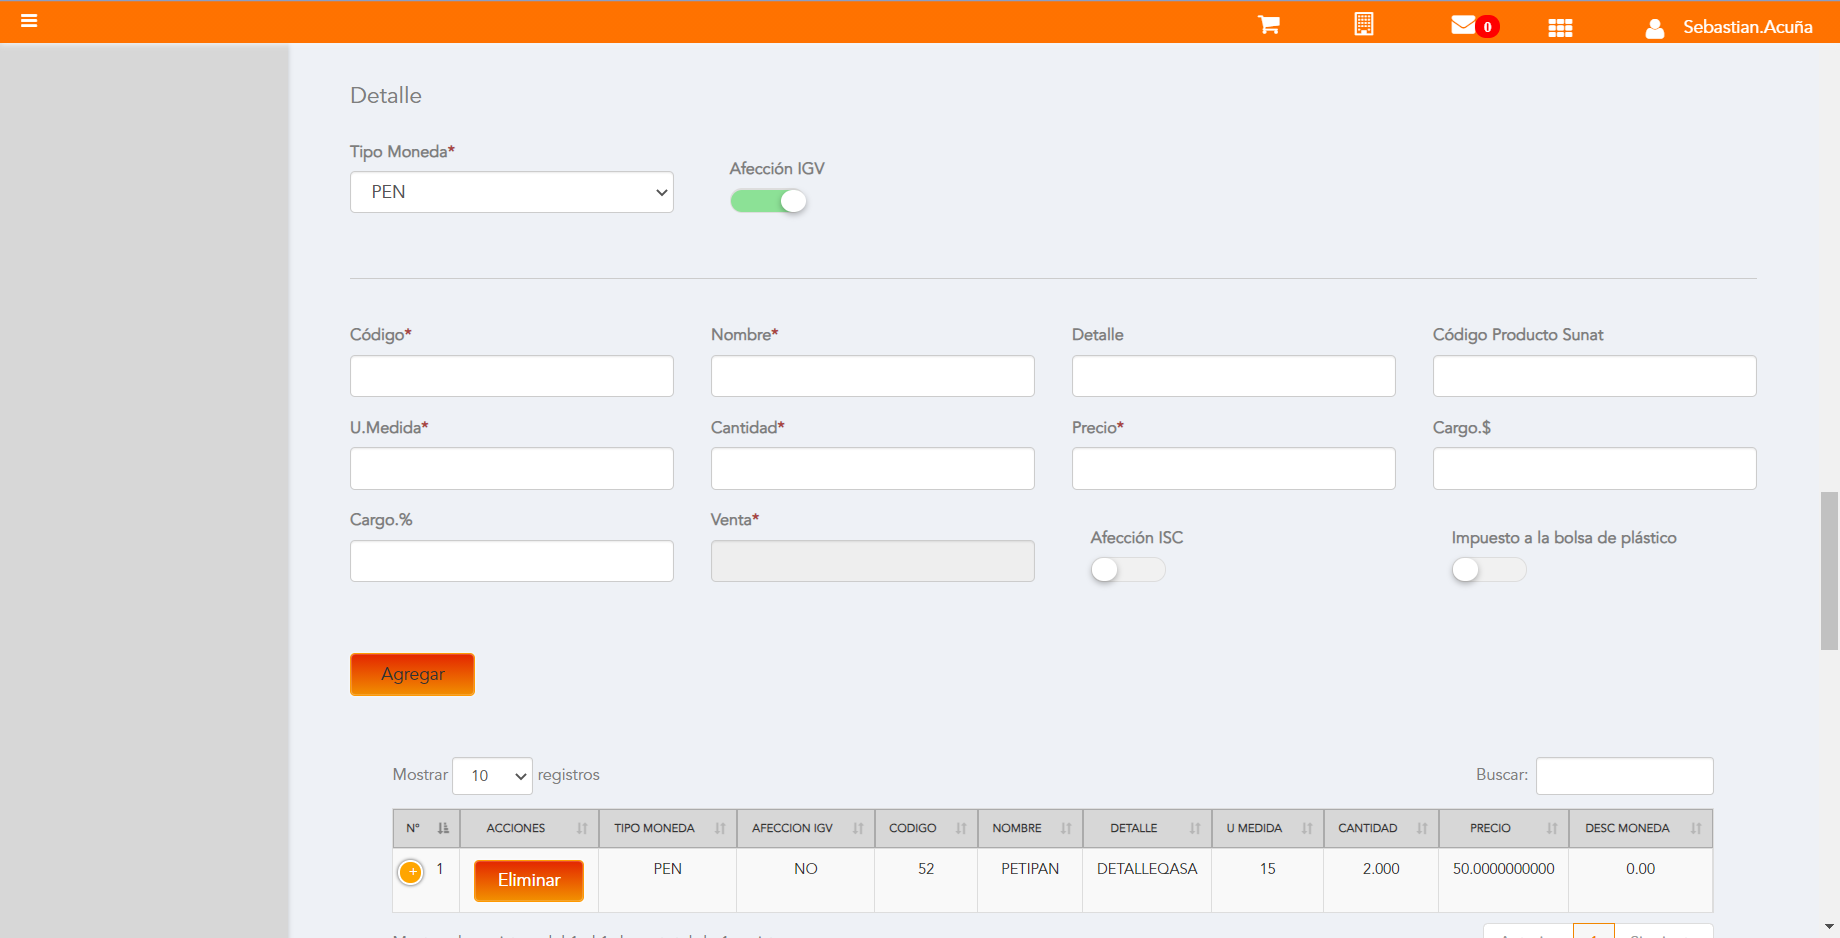 0 Sebastian.Acuña
Detalle
Tipo Moneda*
Afección IGV
PEN
Código* Nombre* Detalle Código Producto Sunat
U.Medida* Cantidad* Precio* Cargo.$
Cargo.% Venta* Afección ISC Impuesto a la bolsa de plástico
Agregar
Mostrar 10 registros Buscar:
N° ACCIONES TIPO MONEDA AFECCION IGV CODIGO NOMBRE DETALLE U MEDIDA CANTIDAD PRECIO DESC MONEDA
1 Eliminar PEN NO 52 PETIPAN DETALLEQASA 15 2.000 50.0000000000 0.00